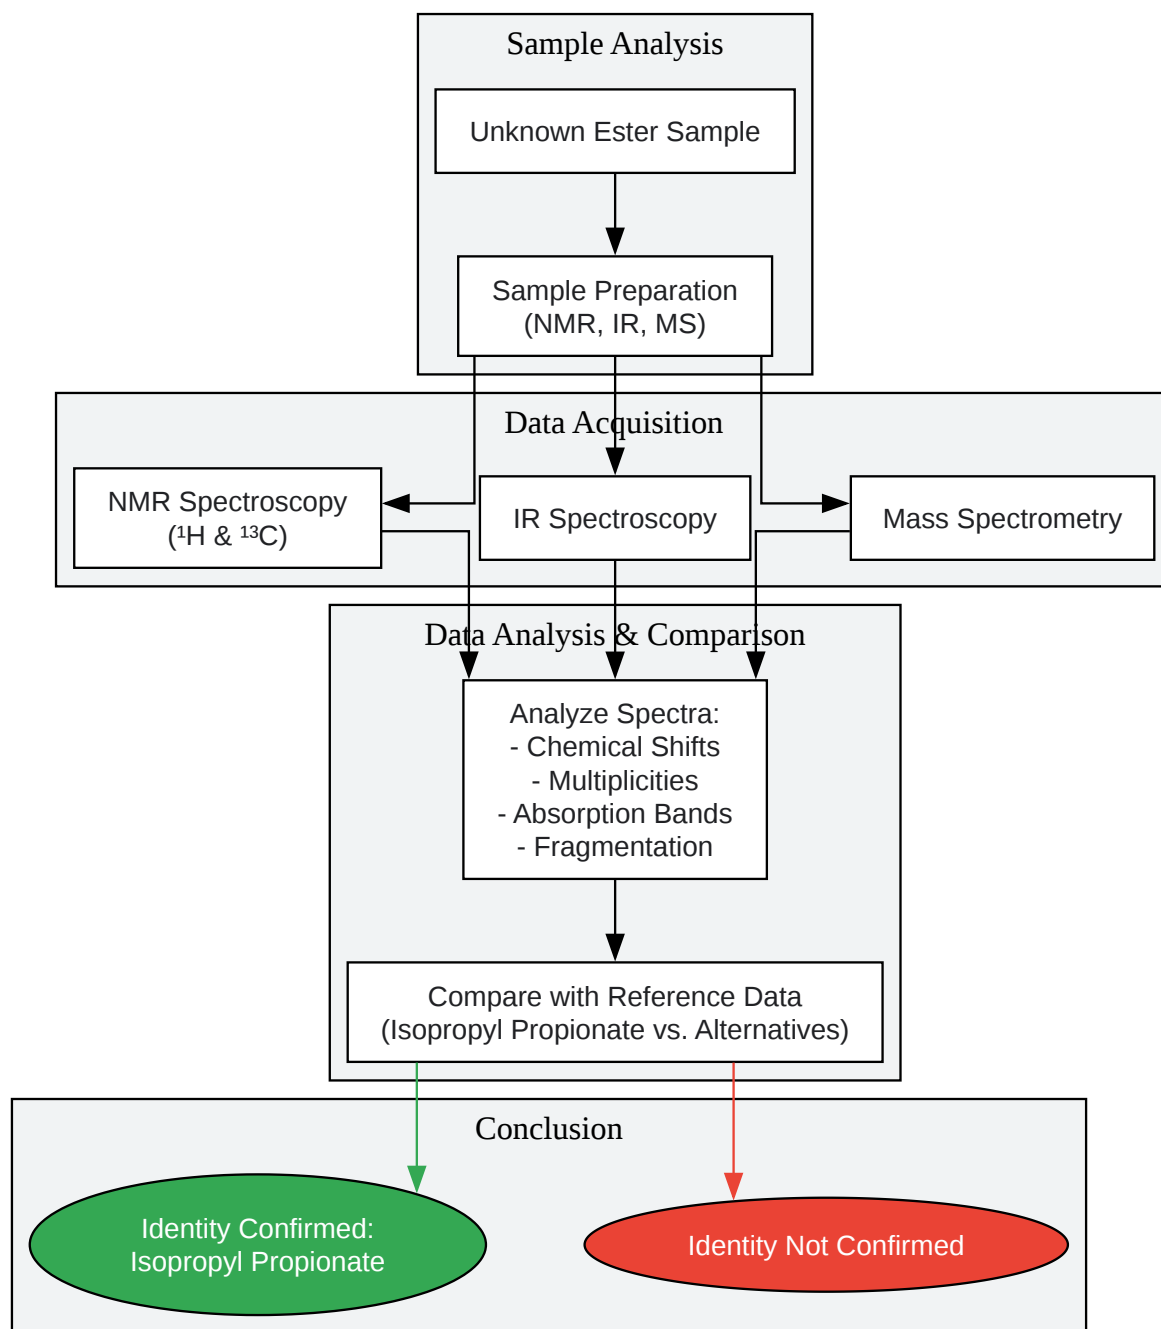 Sample Analysis
Unknown Ester Sample
Sample Preparation
(NMR, IR, MS)
Data Acquisition
NMR Spectroscopy
(¹H & ¹³C)
IR Spectroscopy
Mass Spectrometry
Data Analysis & Comparison
Analyze Spectra:
- Chemical Shifts
- Multiplicities
- Absorption Bands
- Fragmentation
Compare with Reference Data
(Isopropyl Propionate vs. Alternatives)
Conclusion
Identity Confirmed:
Isopropyl Propionate
Identity Not Confirmed